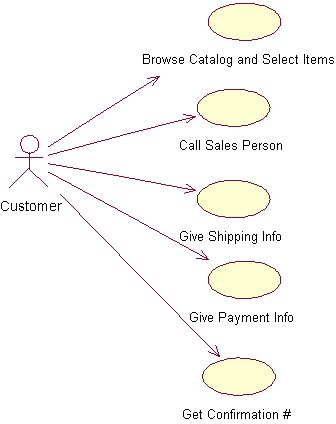 Browse Catalog and Select Items
Call Sales Person
Customer
Give Shipping Info
Give Payment Info
Get Confirmation #